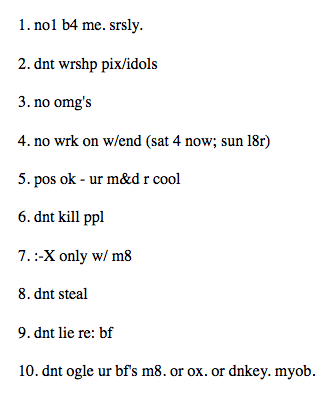 1. no1 b4 me. srsly.
2. dnt wrshp pix/idols
3. no omg's
4. no wrk on w/end (sat 4 now; sun l8r)
5. pos ok - ur m&d r cool
6. dnt kill ppl
7. :-X only w/ m8
8. dnt steal
9. dnt lie re: bf
10. dnt ogle ur bf's m8. or ox. or dnkey. myob.